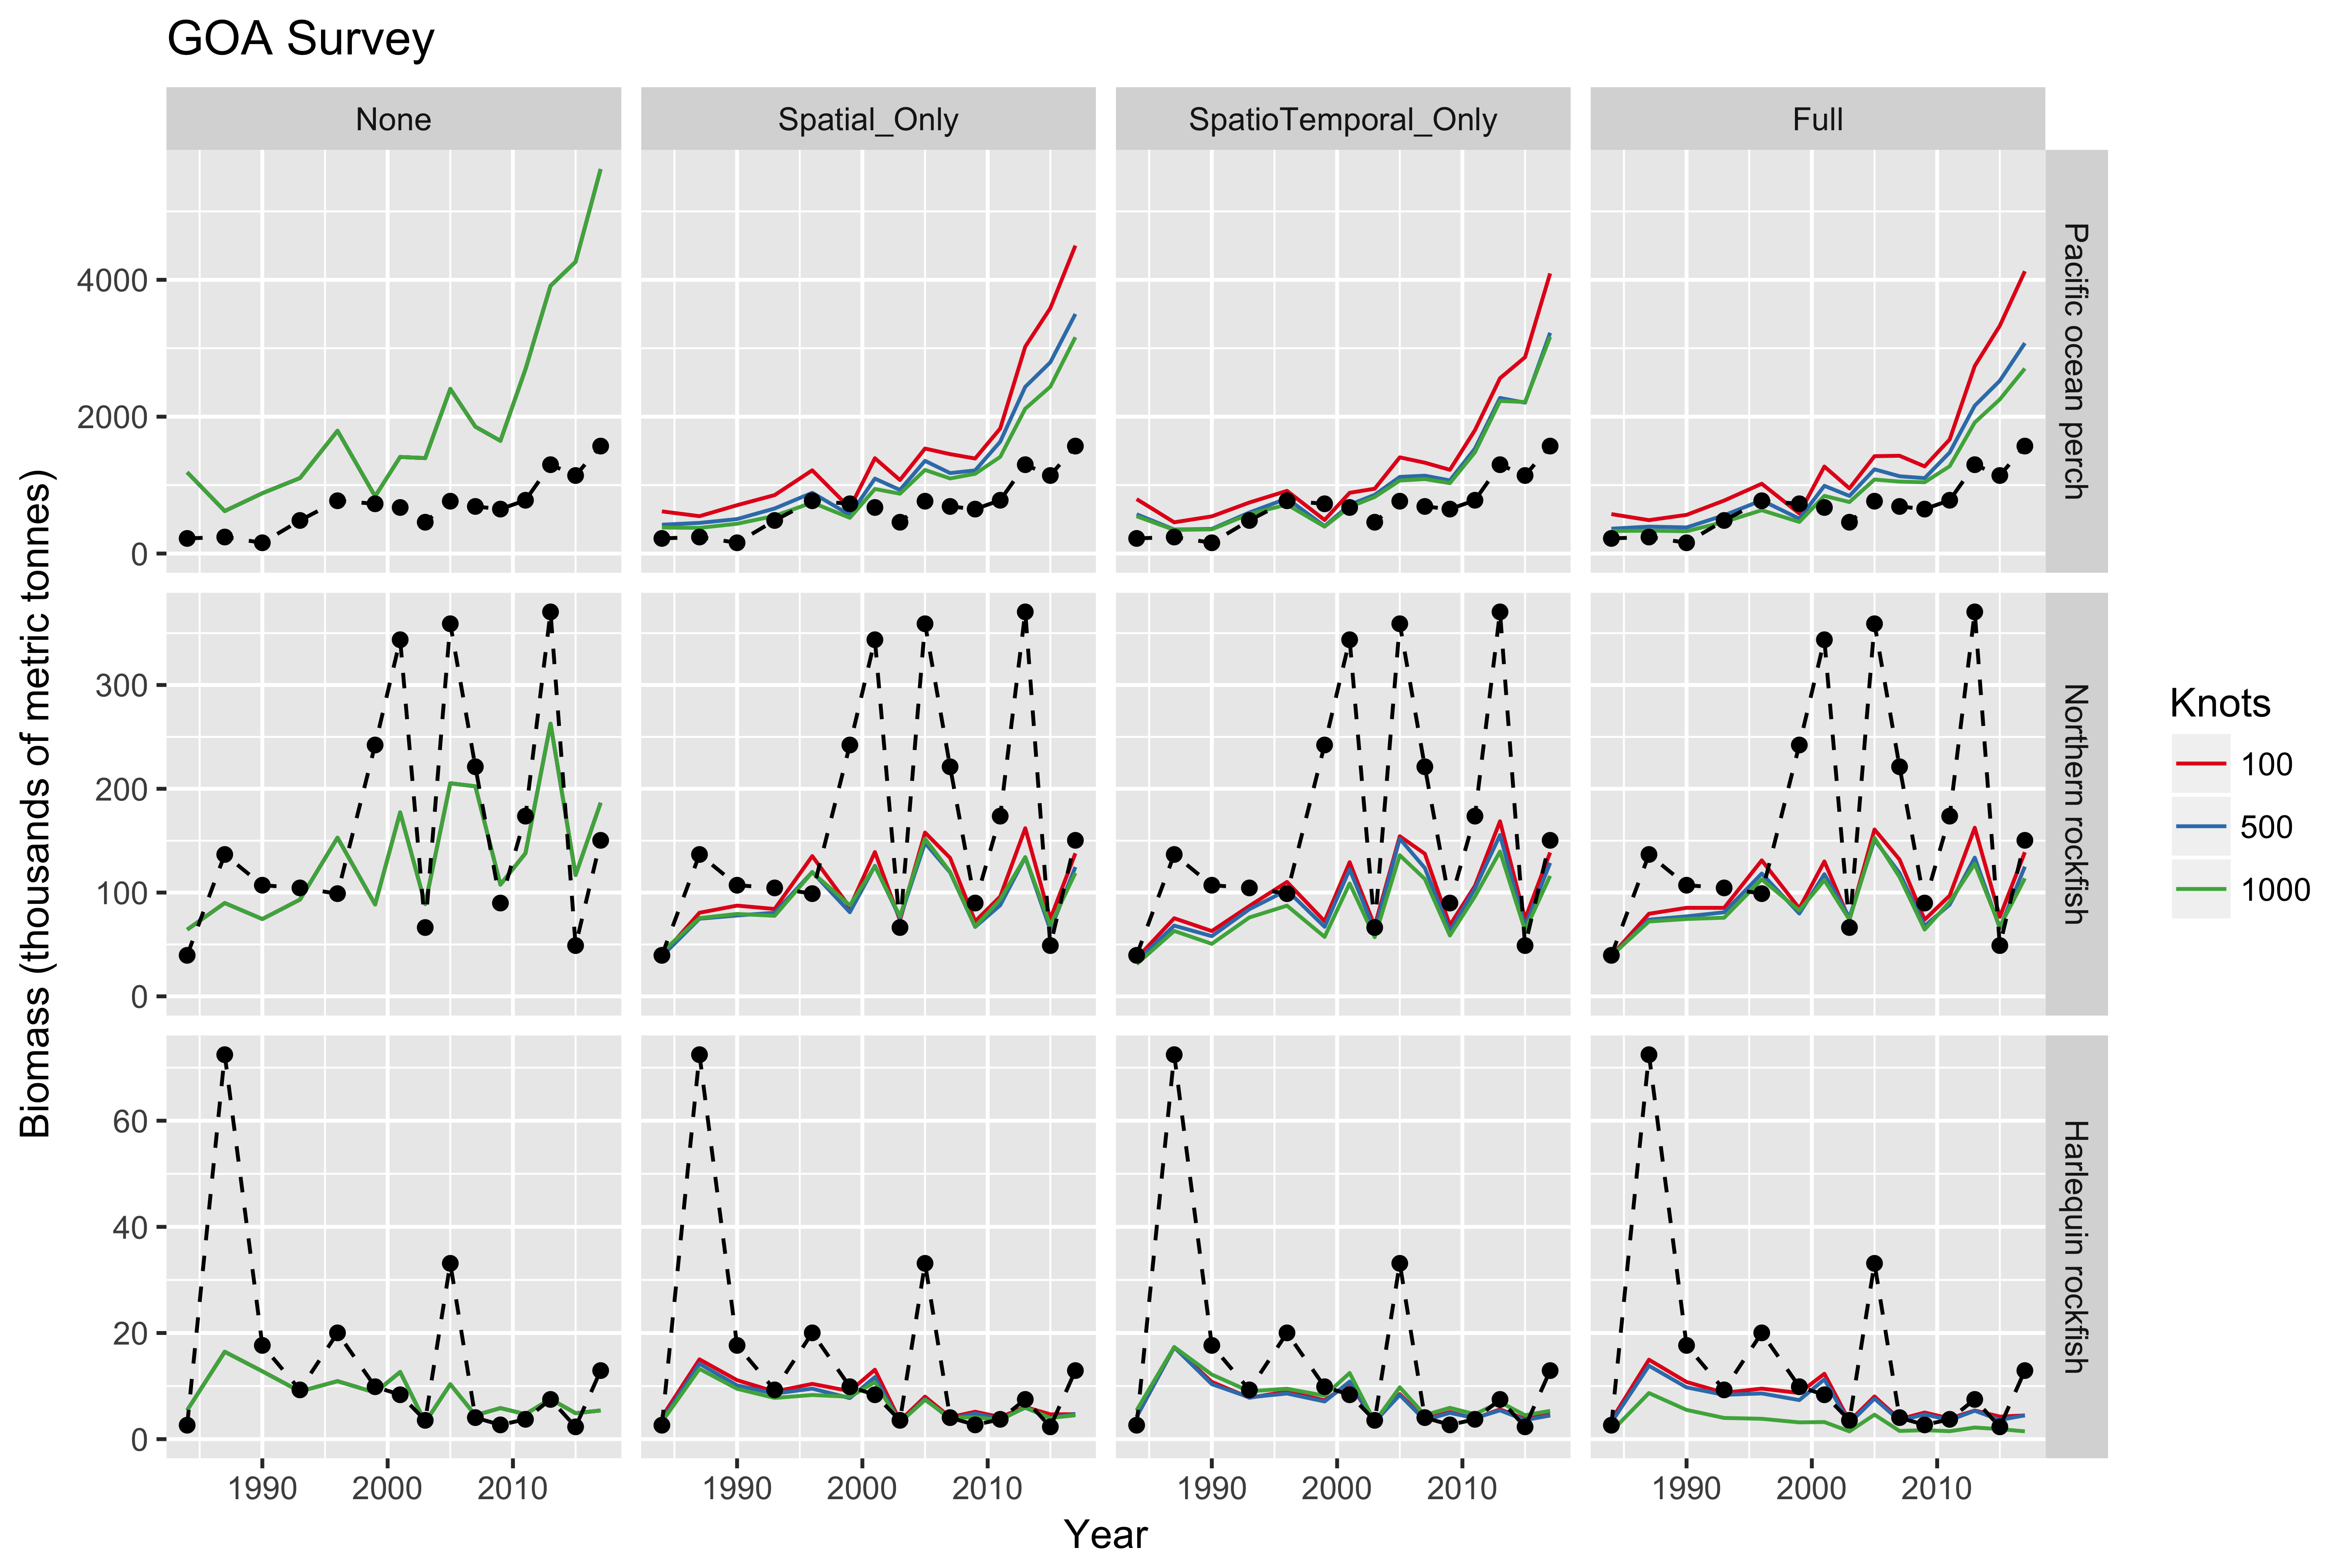 GOA Survey
None
Spatial_Only
SpatioTemporal_Only
Full
Biomass (thousands of metric tonnes)
4000
2000
0
Pacific ocean perch
300
200
100
0
Northern rockfish
60
40
20
0
Harlequin rockfish
1990 2000 2010
1990 2000 2010
1990 2000 2010
1990 2000 2010
Year
Knots
100
500
1000